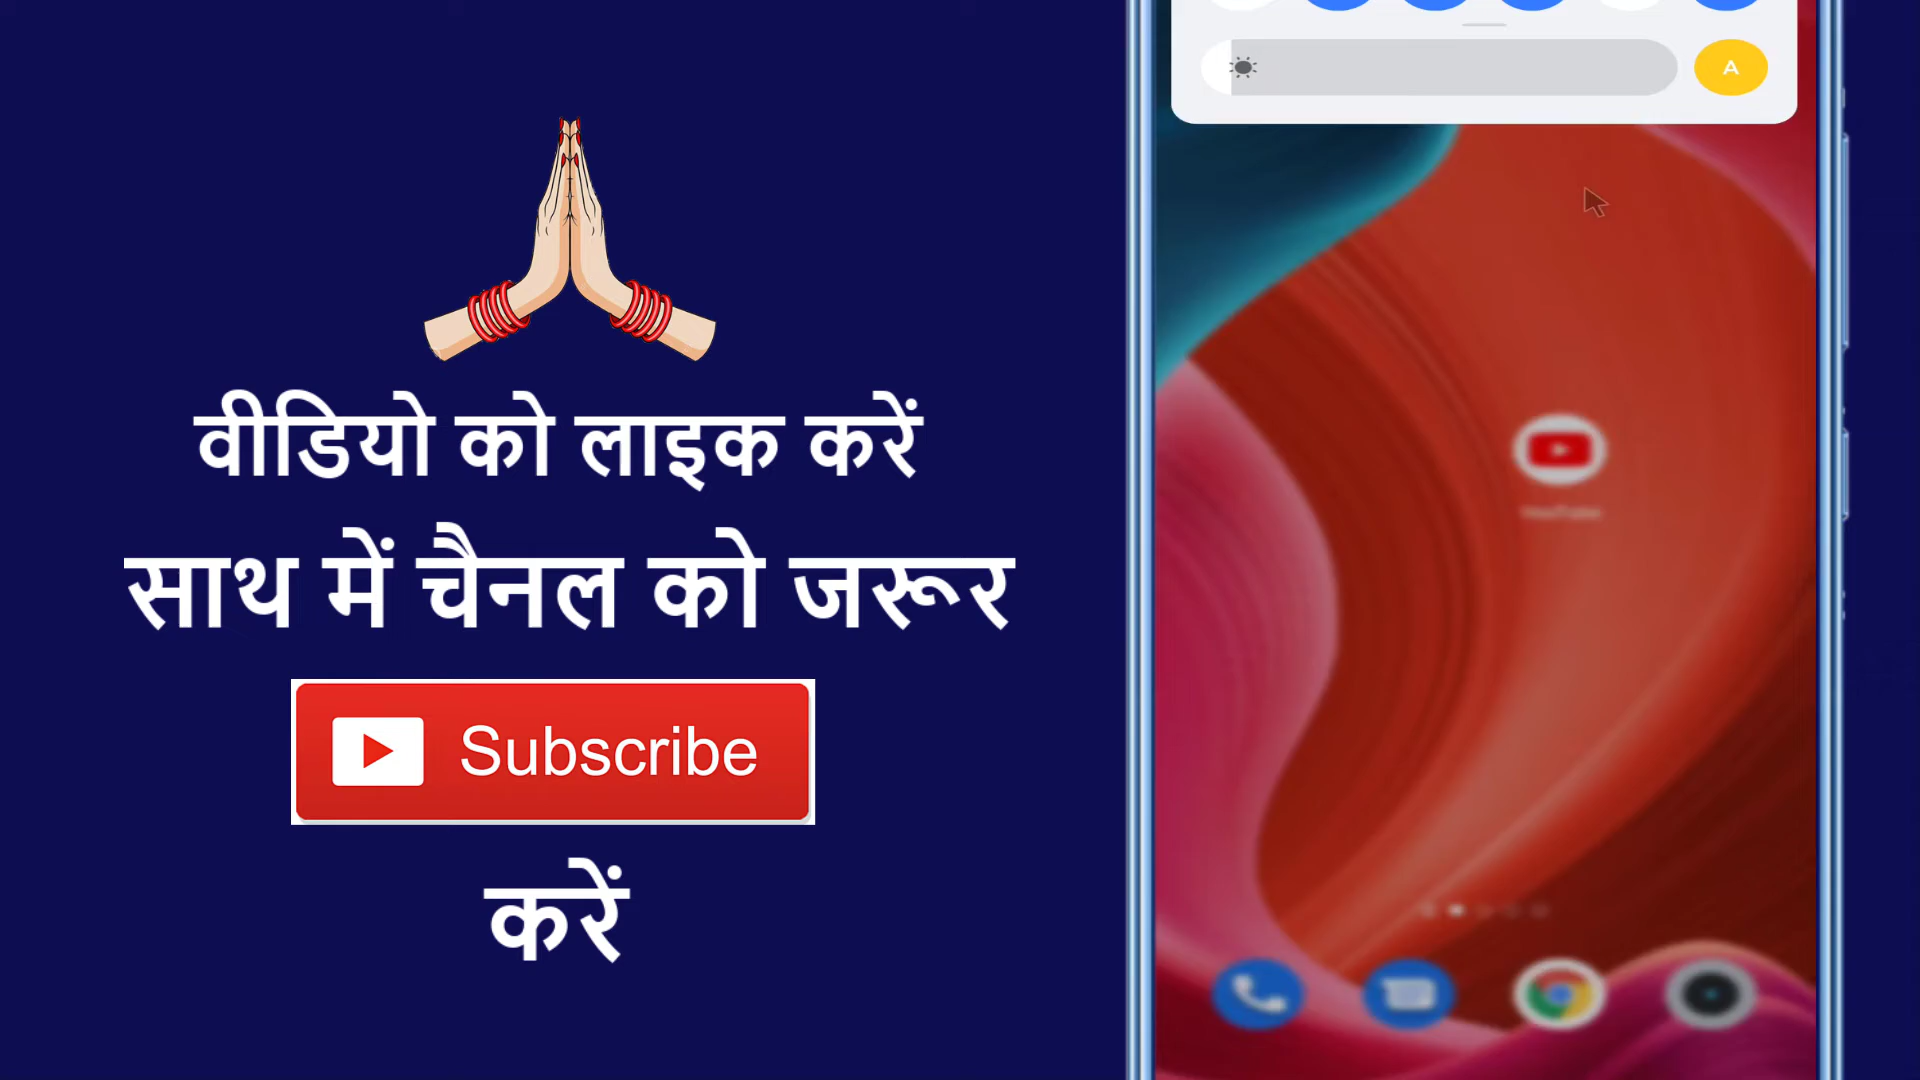 A
वीडियो को लाइक करें
साथ में चैनल को जरूर
Subscribe
करें